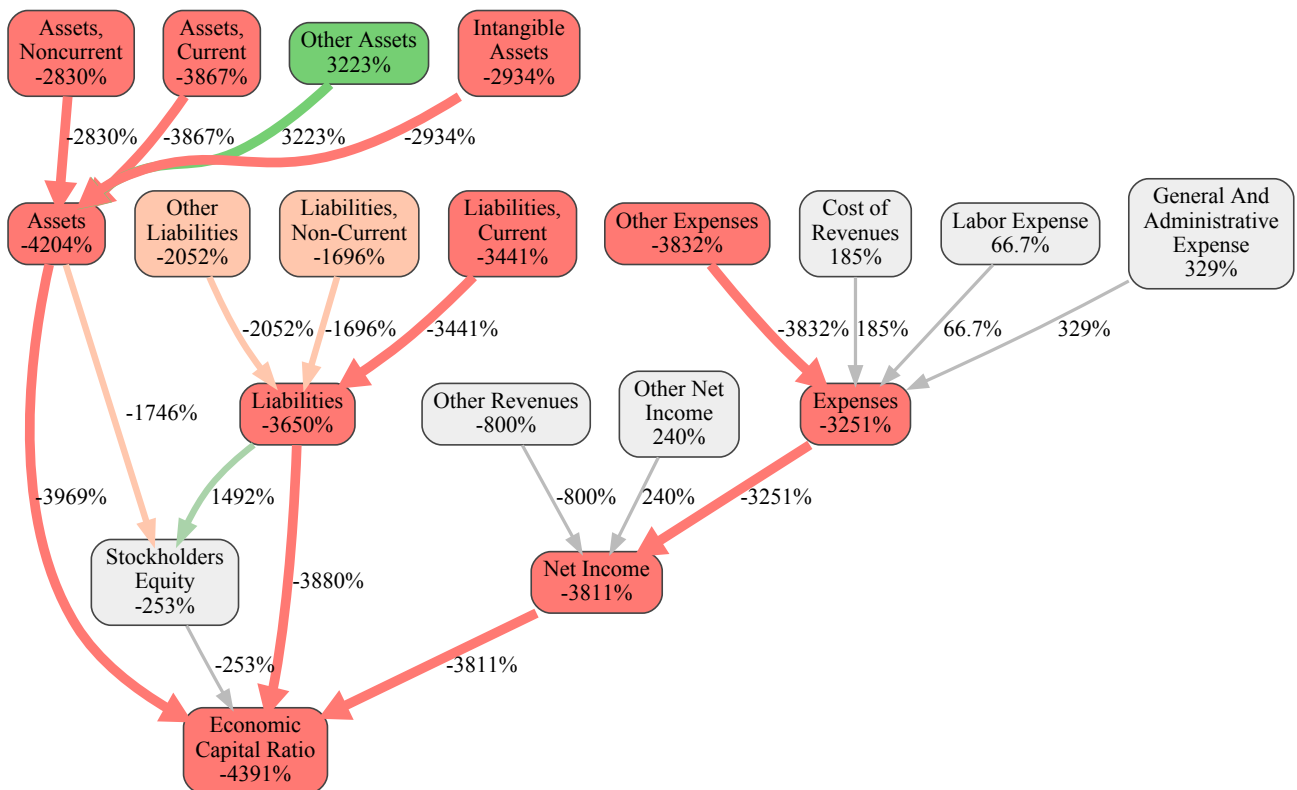 Assets,
Noncurrent
-2830%
Assets,
Current
-3867%
Other Assets
3223%
Intangible
Assets
-2934%
-2830%
-3867%
3223%
-2934%
Assets
-4204%
Other
Liabilities
-2052%
Liabilities,
Non-Current
-1696%
Liabilities,
Current
-3441%
Other Expenses
-3832%
Cost of
Revenues
185%
Labor Expense
66.7%
General And
Administrative
Expense
329%
-2052%
-1696%
-3441%
-3832%
185%
66.7%
329%
-1746%
Liabilities
-3650%
Other Revenues
-800%
Other Net
Income
240%
Expenses
-3251%
-3969%
1492%
-800%
240%
-3251%
Stockholders
Equity
-253%
-3880%
Net Income
-3811%
-253%
-3811%
Economic
Capital Ratio
-4391%